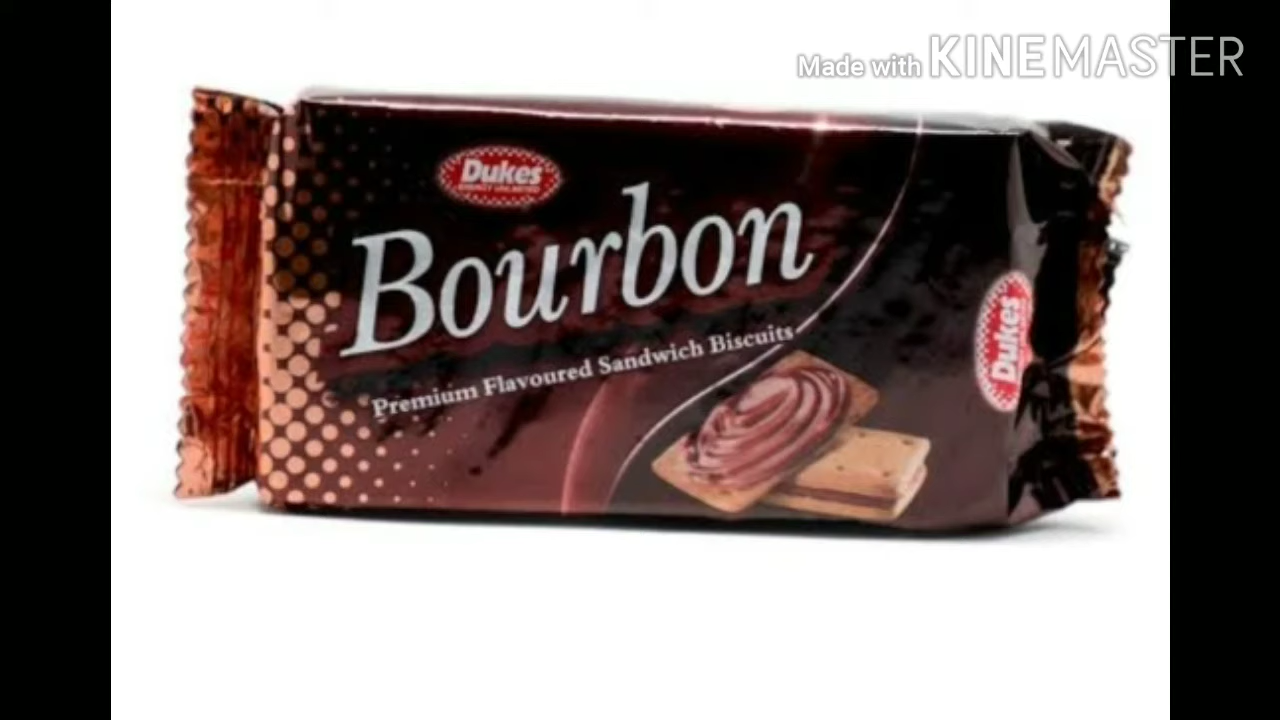 Made with KINEMASTER
Dukes
Bourbon
Premium Flavoured Sandwich Biscuits
Dukes